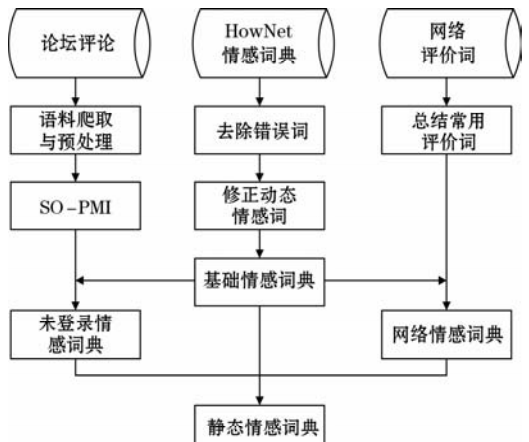 论坛评论
HowNet
情感词典
网络
评价词
语料爬取
与预处理
去除错误词
总结常用
评价词
SO-PMI
修正动态
情感词
基础情感词典
未登录情
感词典
网络情感词典
静态情感词典